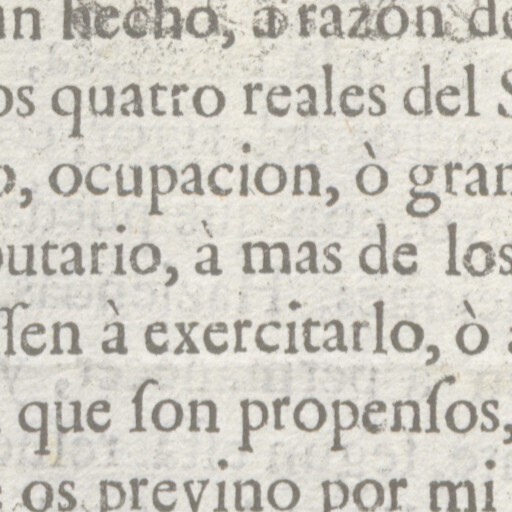 an hecho, à razon de
os quatro reales del S
o, ocupacion, ò gran
butario, à mas de los
ſſen à exercitarlo, ò a
que ſon propenſos,
e os previno por mi